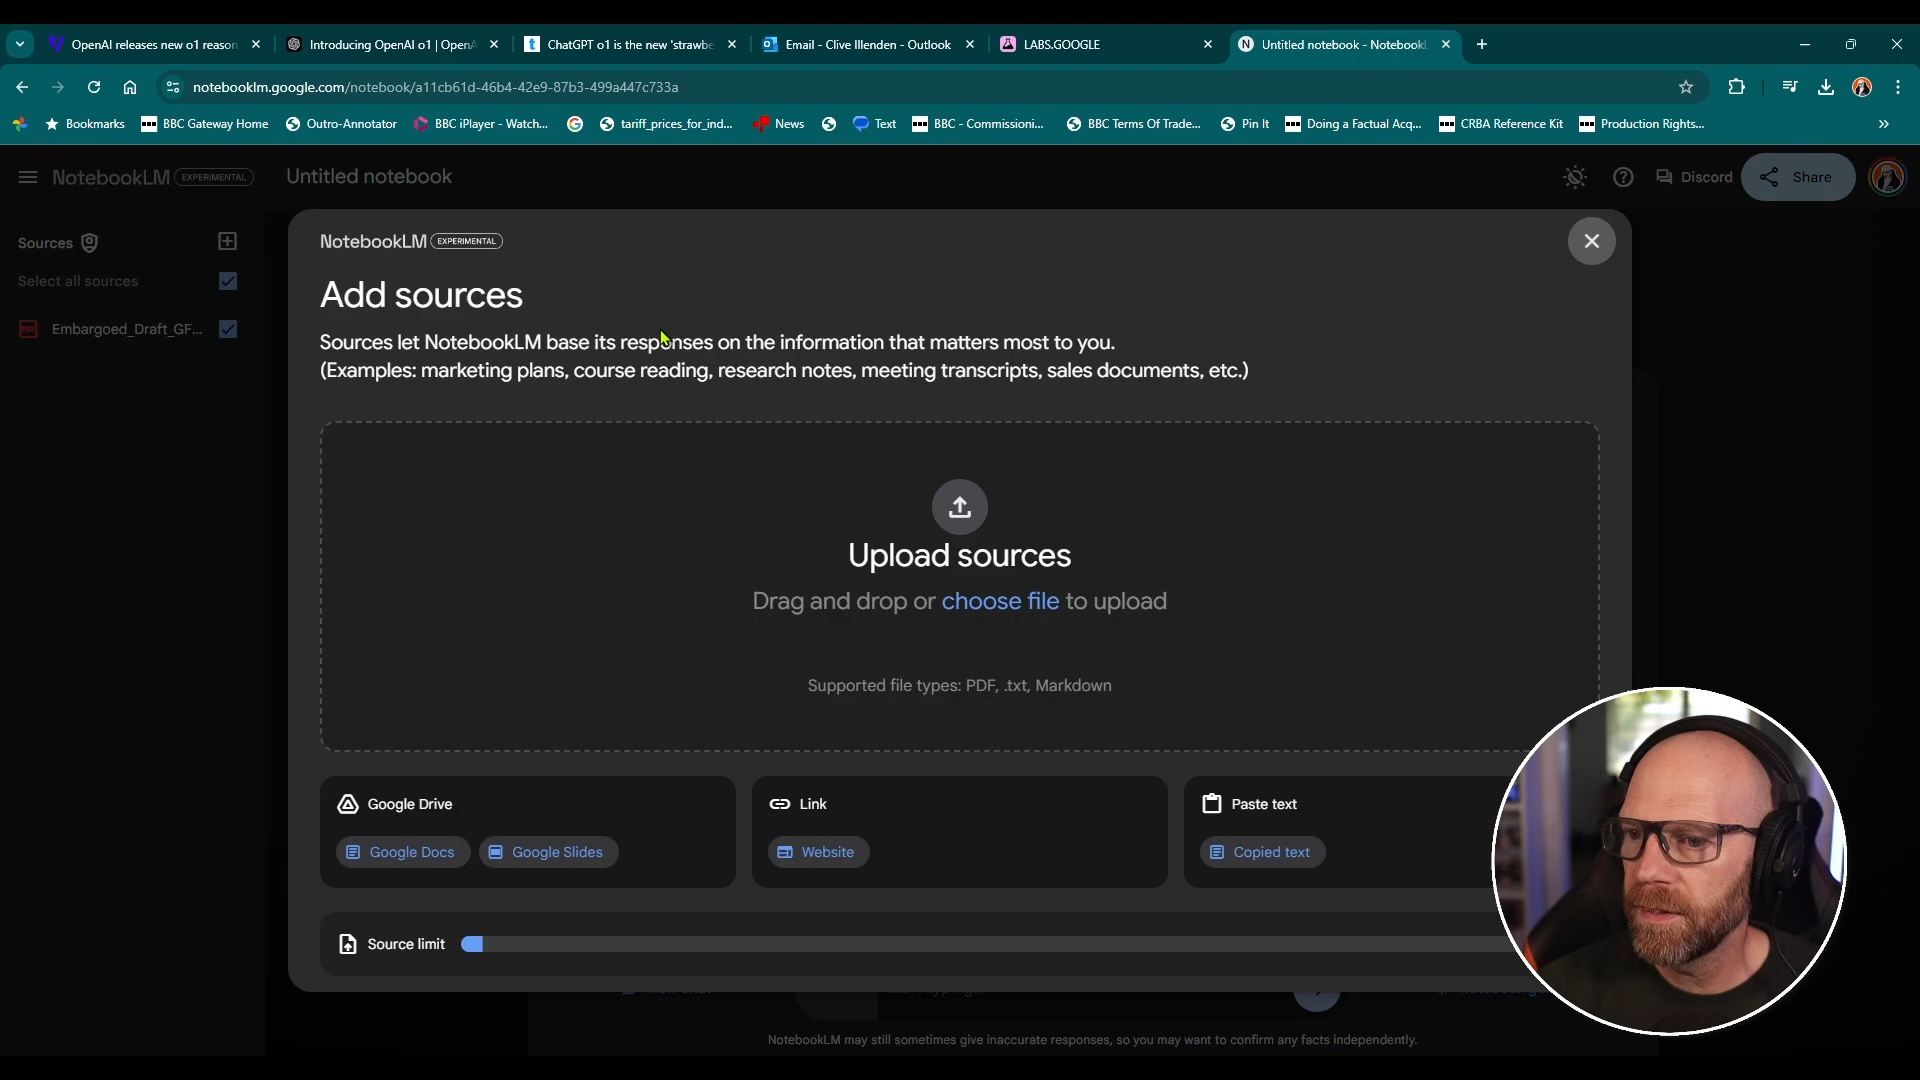 OpenAI releases new o1 reason
Introducing OpenAI o1 | OpenA
ChatGPT o1 is the new 'strawbe
Email - Clive Illenden - Outlook
LABS.GOOGLE
Untitled notebook - NotebookL
notebooklm.google.com/notebook/a11cb61d-46b4-42e9-87b3-499a447c733a
Bookmarks
BBC Gateway Home
Outro-Annotator
BBC iPlayer - Watch...
tariff_prices_for_ind...
News
Text
BBC - Commissioni...
BBC Terms Of Trade...
Pin It
Doing a Factual Acq...
CRBA Reference Kit
Production Rights...
NotebookLM EXPERIMENTAL
Untitled notebook
Discord
Share
Sources
Select all sources
Embargoed_Draft_GF...
NotebookLM EXPERIMENTAL
Add sources
Sources let NotebookLM base its responses on the information that matters most to you.
(Examples: marketing plans, course reading, research notes, meeting transcripts, sales documents, etc.)
Upload sources
Drag and drop or choose file to upload
Supported file types: PDF, .txt, Markdown
Google Drive
Google Docs
Google Slides
Link
Website
Paste text
Copied text
Source limit
NotebookLM may still sometimes give inaccurate responses, so you may want to confirm any facts independently.